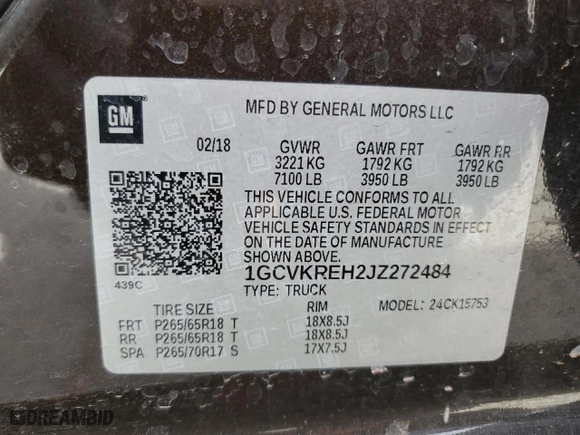 GM
MFD BY GENERAL MOTORS LLC
02/18 GVWR GAWR FRT GAWR RR
3221 KG 1792 KG 1792 KG
7100 LB 3950 LB 3950 LB
THIS VEHICLE CONFORMS TO ALL
APPLICABLE U.S. FEDERAL MOTOR
VEHICLE SAFETY STANDARDS IN EFFECT
ON THE DATE OF MANUFACTURE
SHOWN ABOVE.
439C
1GCVKREH2JZ272484
TYPE: TRUCK MODEL: 24CK15753
TIRE SIZE RIM
FRT P265/65R18 T 18X8.5J
RR P265/65R18 T 18X8.5J
SPA P265/70R17 S 17X7.5J
DREAMBID